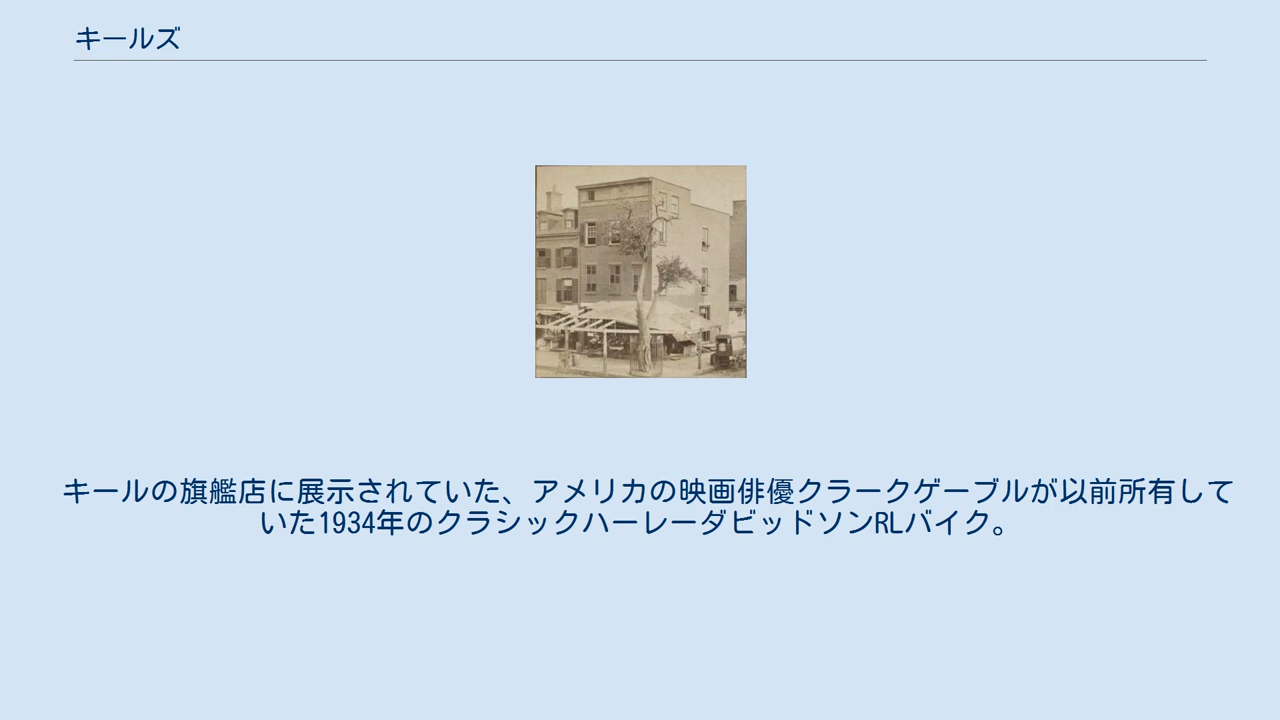 キールズ
キールの旗艦店に展示されていた、アメリカの映画俳優クラークゲーブルが以前所有して
いた1934年のクラシックハーレーダビッドソンRLバイク。